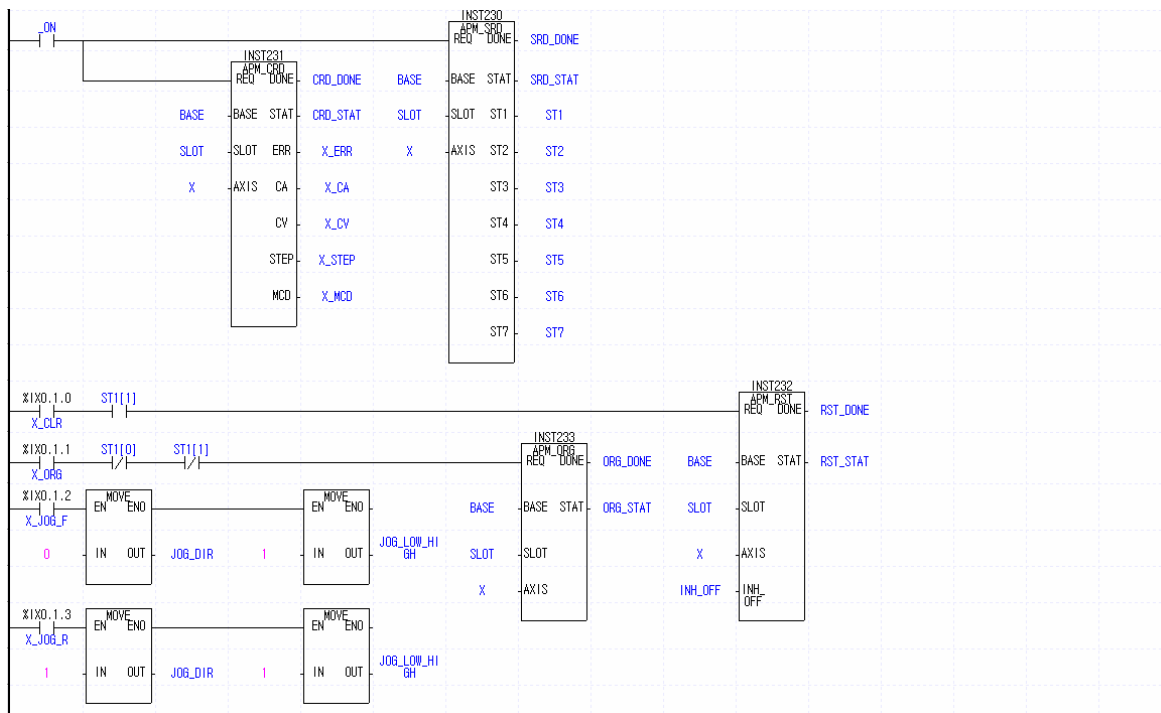 INST230
_ON APM_SRD
REQ DONE SRD_DONE
INST231
APM_CRD
REQ DONE CRD_DONE BASE BASE STAT SRD_STAT
BASE BASE STAT CRD_STAT SLOT SLOT ST1 ST1
SLOT SLOT ERR X_ERR X AXIS ST2 ST2
X AXIS CA X_CA ST3 ST3
CV X_CV ST4 ST4
STEP X_STEP ST5 ST5
MCD X_MCD ST6 ST6
ST7 ST7
INST232
%IX0.1.0 ST1[1] APM_RST
REQ DONE RST_DONE
X_CLR
INST233
%IX0.1.1 ST1[0] ST1[1] APM_ORG
REQ DONE ORG_DONE BASE BASE STAT RST_STAT
X_ORG
%IX0.1.2 MOVE MOVE
EN ENO EN ENO BASE BASE STAT ORG_STAT SLOT SLOT
X_JOG_F
0 IN OUT JOG_DIR 1 IN OUT JOG_LOW_HI
GH SLOT SLOT X AXIS
X AXIS INH_OFF INH_
OFF
%IX0.1.3 MOVE MOVE
EN ENO EN ENO
X_JOG_R
1 IN OUT JOG_DIR 1 IN OUT JOG_LOW_HI
GH